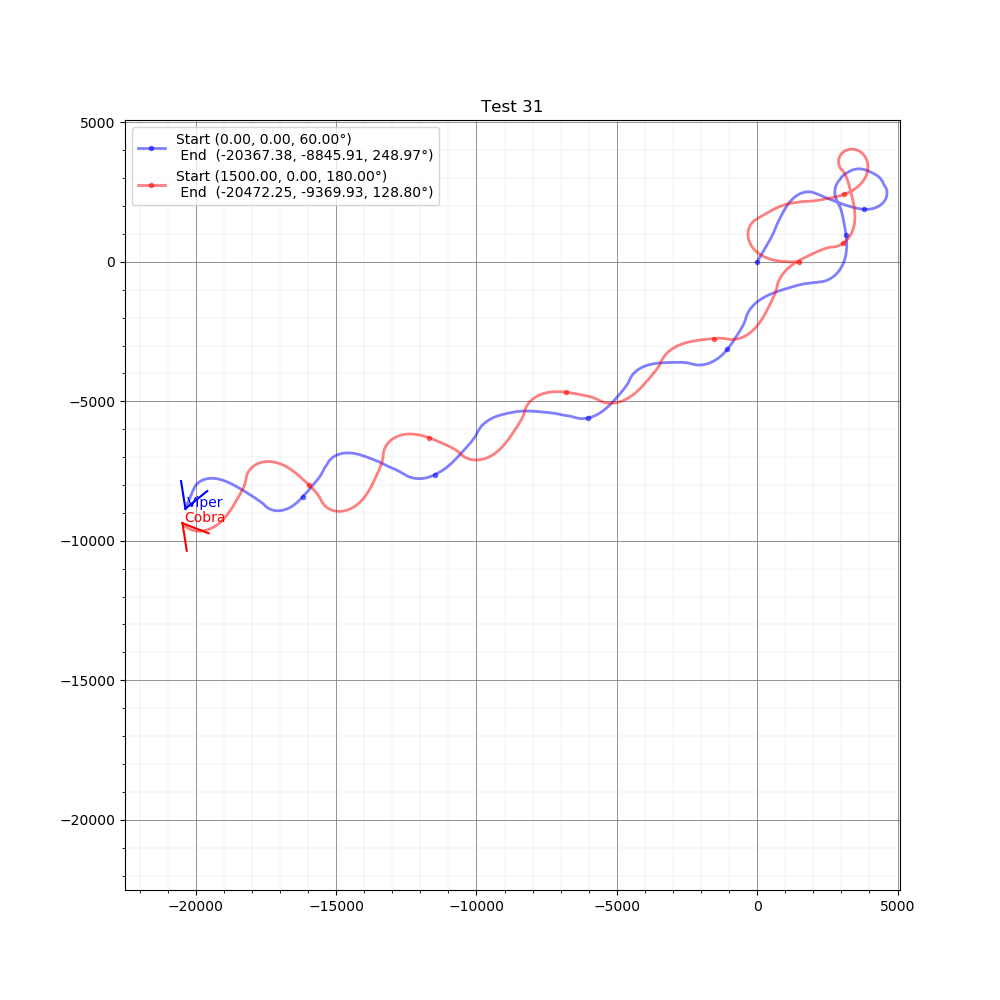 Test 31
Start (0.00, 0.00, 60.00°)
End (-20367.38, -8845.91, 248.97°)
Start (1500.00, 0.00, 180.00°)
End (-20472.25, -9369.93, 128.80°)
5000
0
−5000
−10000
−15000
−20000
Viper
Cobra
−20000 −15000 −10000 −5000 0 5000